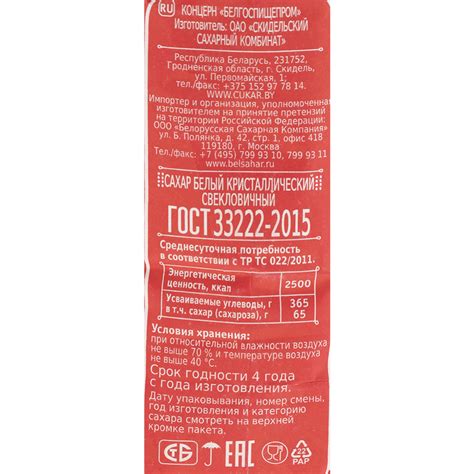 RU КОНЦЕРН «БЕЛГОСПИЩЕПРОМ»
Изготовитель: ОАО «СКИДЕЛЬСКИЙ
САХАРНЫЙ КОМБИНАТ»
Республика Беларусь, 231752,
Гродненская область, г. Скидель,
ул. Первомайская, 1;
тел./факс: +375 152 97 78 14.
WWW.CUKAR.BY
Импортер и организация, уполномоченная
изготовителем на принятие претензий
на территории Российской Федерации:
ООО «Белорусская Сахарная Компания»
ул. Б. Полянка, д. 42, стр. 1, офис 418
119180, г. Москва
Тел./факс: +7 (495) 799 93 10, 799 93 11
www.belsahar.ru
САХАР БЕЛЫЙ КРИСТАЛЛИЧЕСКИЙ
СВЕКЛОВИЧНЫЙ
ГОСТ 33222-2015
Среднесуточная потребность
в соответствии с ТР ТС 022/2011.
Энергетическая
ценность, ккал 2500
Усваиваемые углеводы, г 365
в т.ч. сахар (сахароза), г 65
Условия хранения:
при относительной влажности воздуха
не выше 70 % и температуре воздуха
не выше 40 °С.
Срок годности 4 года
с года изготовления.
Дату упаковывания, номер смены,
год изготовления и категорию
сахара смотреть на верхней
кромке пакета.
СТБ EAC 22
PAP